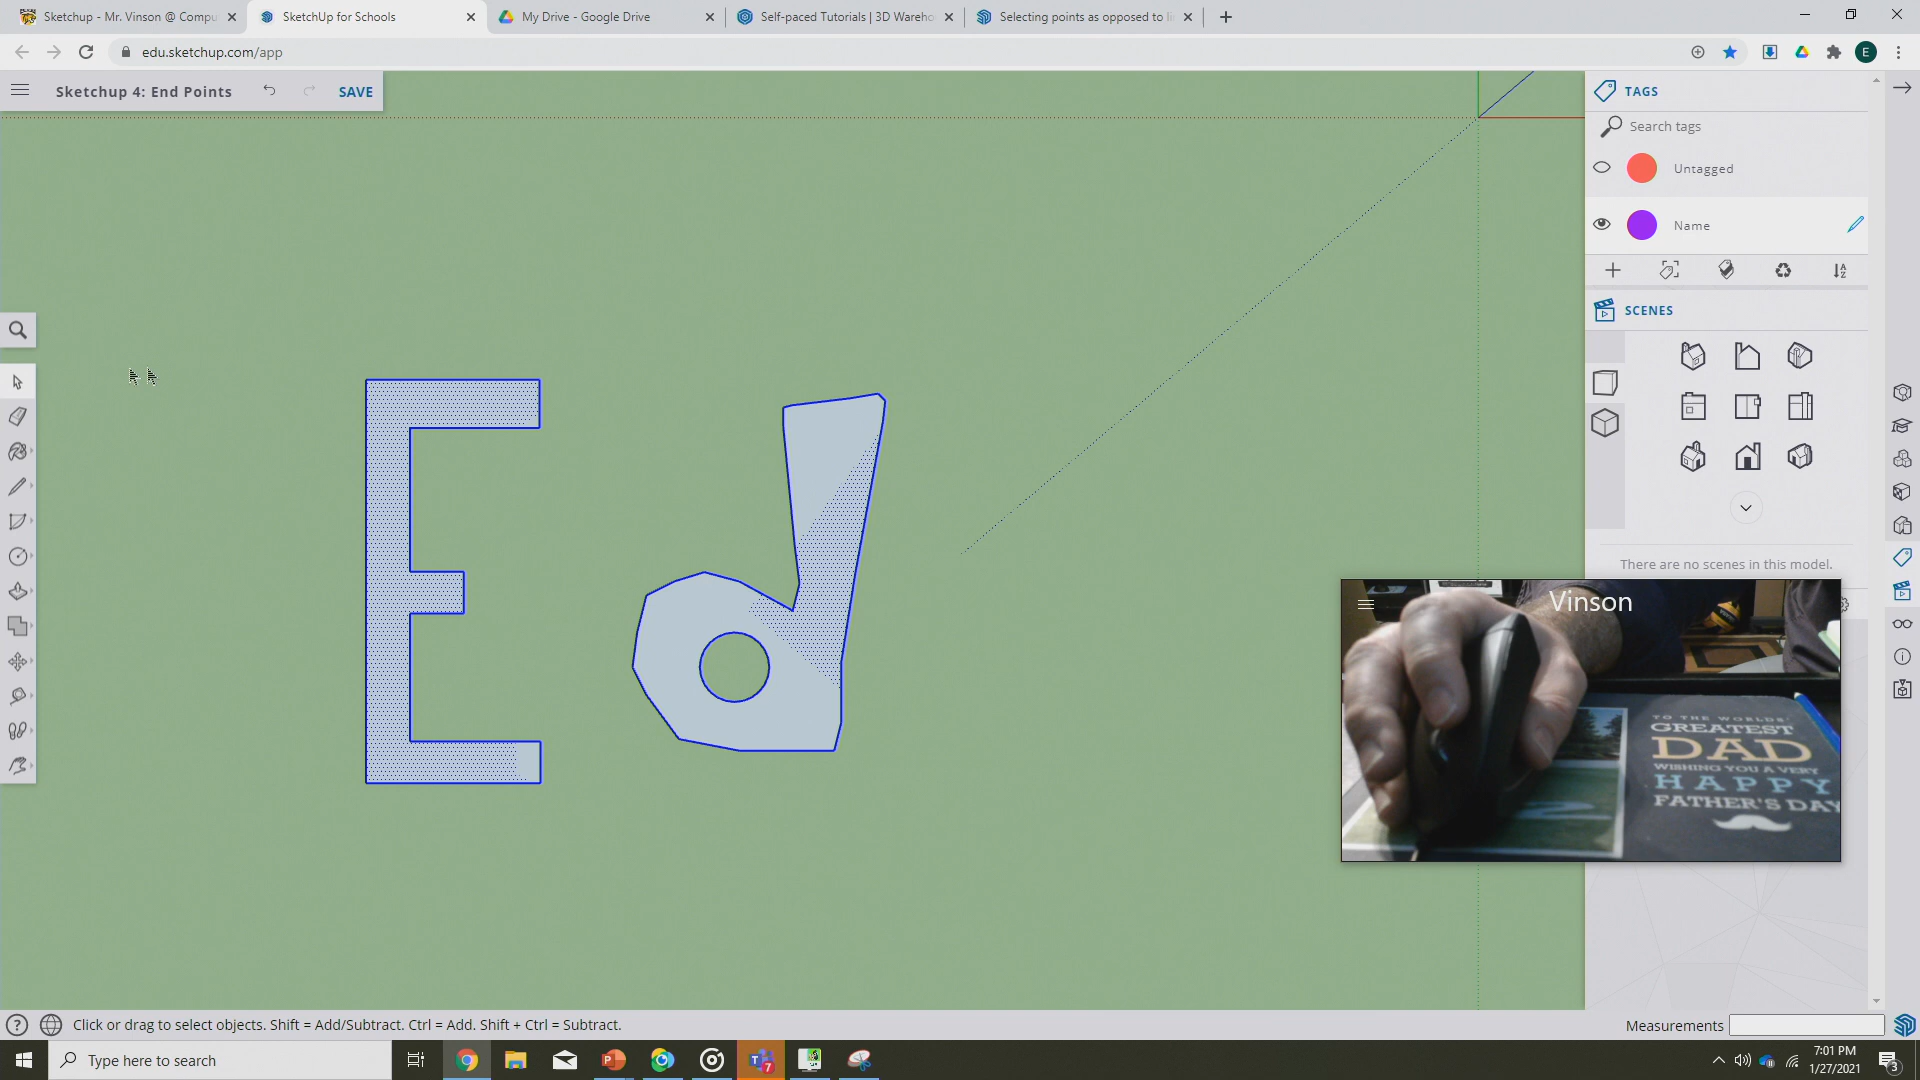 Sketchup - Mr. Vinson @ Compu
SketchUp for Schools
My Drive - Google Drive
Self-paced Tutorials | 3D Wareho
Selecting points as opposed to li
edu.sketchup.com/app
E
Sketchup 4: End Points
SAVE
TAGS
Search tags
Untagged
Name
SCENES
There are no scenes in this model.
Ed
Vinson
TO THE WORLDS'
GREATEST
DAD
WISHING YOU A VERY
HAPPY
FATHER'S DAY
Click or drag to select objects. Shift = Add/Subtract. Ctrl = Add. Shift + Ctrl = Subtract.
Measurements
Type here to search
7
7:01 PM
1/27/2021
3